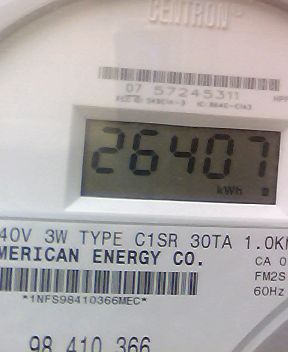 CENTRON
07 57245311
26407
kWh
40V 3W TYPE C1SR 30TA 1.0K
MERICAN ENERGY CO.
CA 0
FM2S
*1NFS98410366MEC*
60Hz
98 410 366